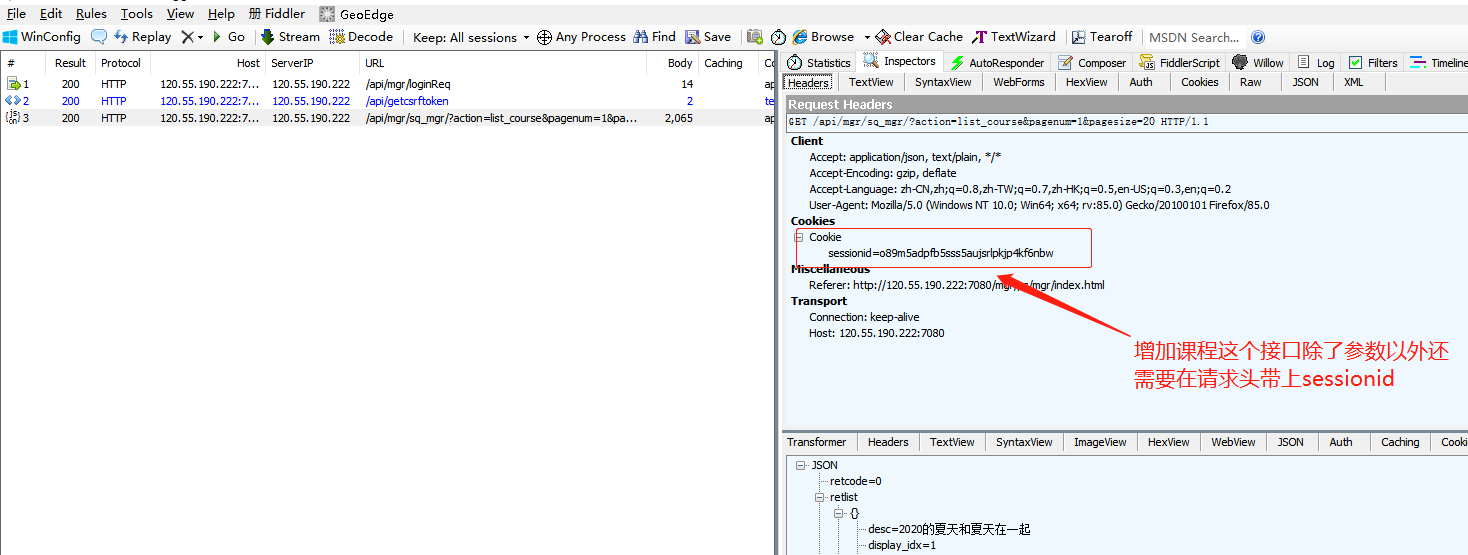 File Edit Rules Tools View Help 册 Fiddler GeoEdge
WinConfig Replay Go Stream Decode Keep: All sessions Any Process Find Save Browse Clear Cache TextWizard Tearoff MSDN Search...
# Result Protocol Host ServerIP URL Body Caching Co
1 200 HTTP 120.55.190.222:7... 120.55.190.222 /api/mgr/loginReq 14 ap
2 200 HTTP 120.55.190.222:7... 120.55.190.222 /api/getcsrftoken 2 te
3 200 HTTP 120.55.190.222:7... 120.55.190.222 /api/mgr/sq_mgr/?action=list_course&pagenum=1&pa... 2,065 ap
Statistics Inspectors AutoResponder Composer FiddlerScript Willow Log Filters Timeline
Headers TextView SyntaxView WebForms HexView Auth Cookies Raw JSON XML
Request Headers
GET /api/mgr/sq_mgr/?action=list_course&pagenum=1&pagesize=20 HTTP/1.1
Client
Accept: application/json, text/plain, */*
Accept-Encoding: gzip, deflate
Accept-Language: zh-CN,zh;q=0.8,zh-TW;q=0.7,zh-HK;q=0.5,en-US;q=0.3,en;q=0.2
User-Agent: Mozilla/5.0 (Windows NT 10.0; Win64; x64; rv:85.0) Gecko/20100101 Firefox/85.0
Cookies
Cookie
sessionid=o89m5adpfb5sss5aujsrlpkjp4kf6nbw
Miscellaneous
Referer: http://120.55.190.222:7080/mgr/ps/mgr/index.html
Transport
Connection: keep-alive
Host: 120.55.190.222:7080
增加课程这个接口除了参数以外还
需要在请求头带上sessionid
Transformer Headers TextView SyntaxView ImageView HexView WebView JSON Auth Caching Cooki
JSON
retcode=0
retlist
{}
desc=2020的夏天和夏天在一起
display_idx=1